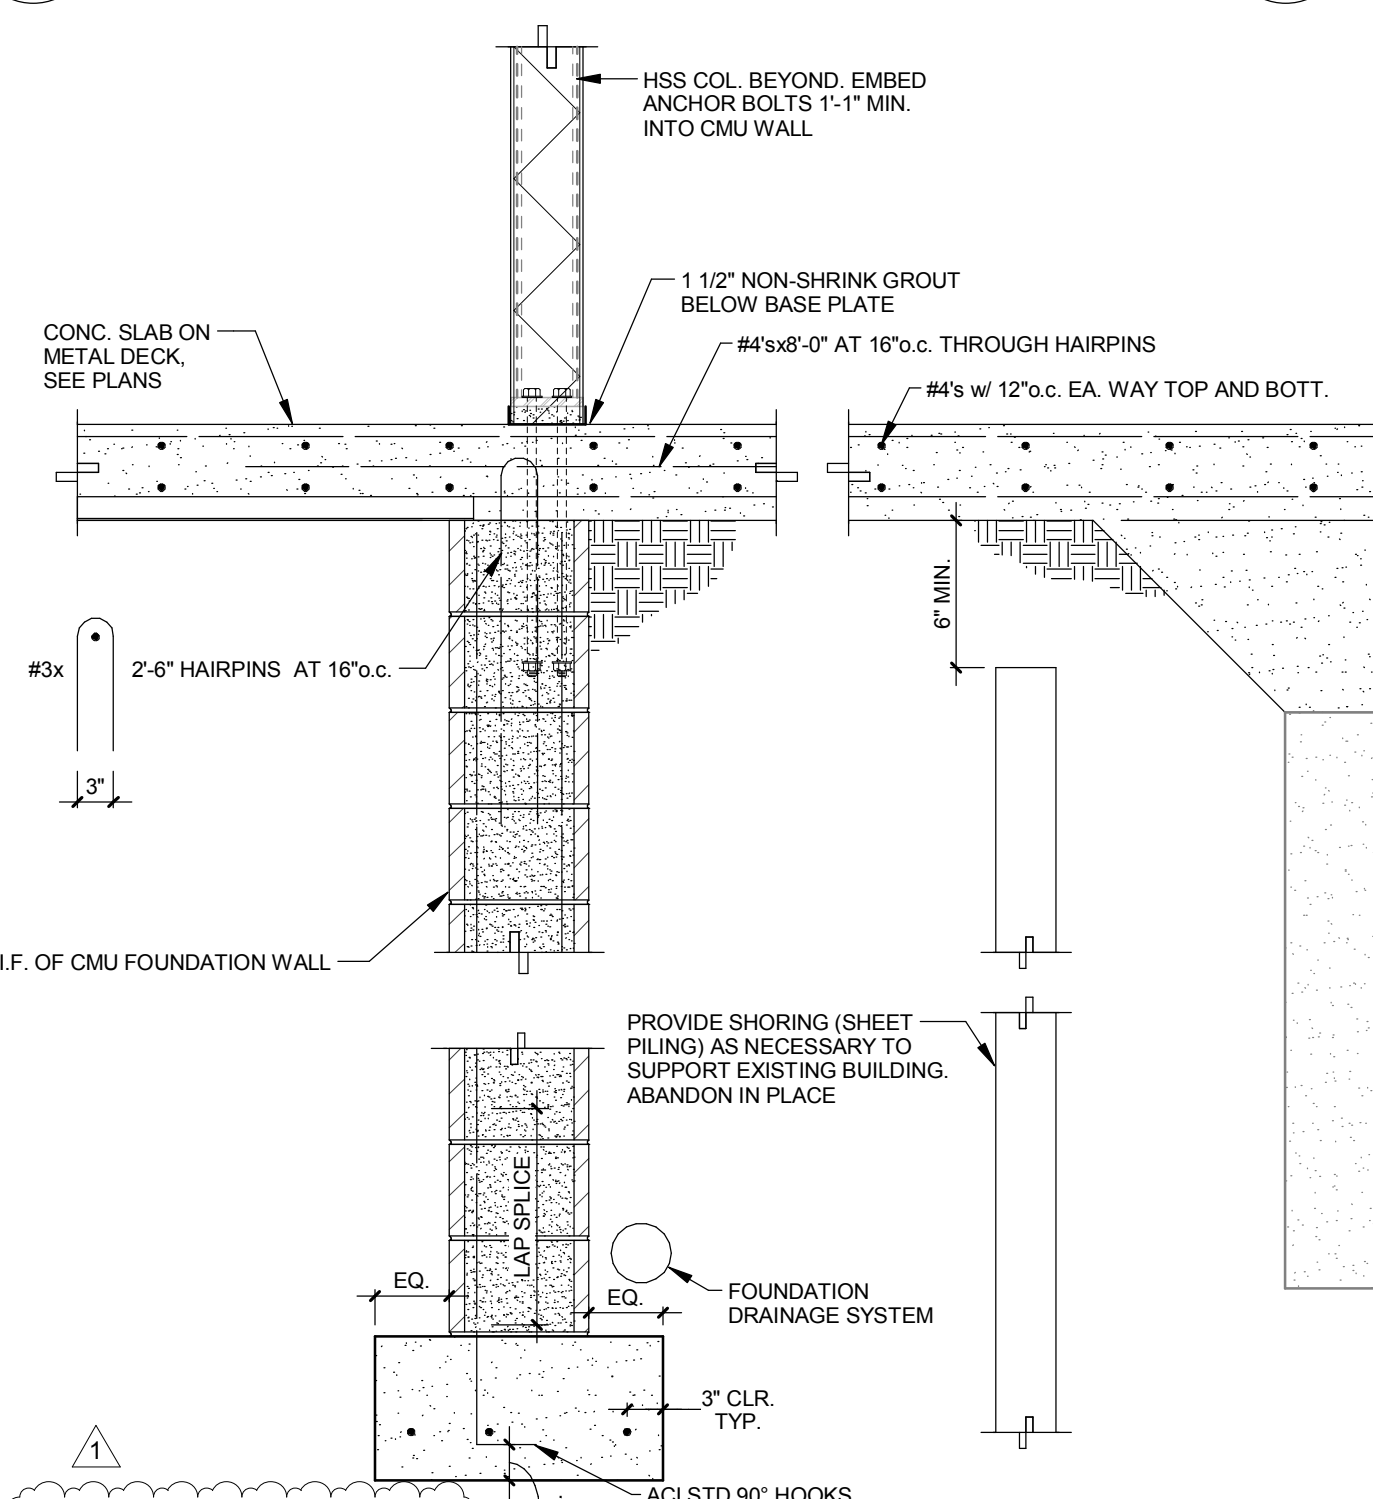 HSS COL. BEYOND. EMBED
ANCHOR BOLTS 1'-1" MIN.
INTO CMU WALL
1 1/2" NON-SHRINK GROUT
BELOW BASE PLATE
CONC. SLAB ON
METAL DECK,
SEE PLANS
#4'sx8'-0" AT 16"o.c. THROUGH HAIRPINS
#4's w/ 12"o.c. EA. WAY TOP AND BOTT.
6" MIN.
#3x 2'-6" HAIRPINS AT 16"o.c.
3"
I.F. OF CMU FOUNDATION WALL
PROVIDE SHORING (SHEET
PILING) AS NECESSARY TO
SUPPORT EXISTING BUILDING.
ABANDON IN PLACE
LAP SPLICE
EQ.
EQ.
FOUNDATION
DRAINAGE SYSTEM
3" CLR.
TYP.
1
ACI STD 90° HOOKS